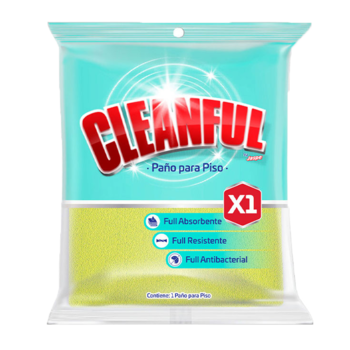 CLEANFUL
· Paño para Piso ·
X1
Full Absorbente
Full Resistente
Full Antibacterial
Contiene: 1 Paño para Piso